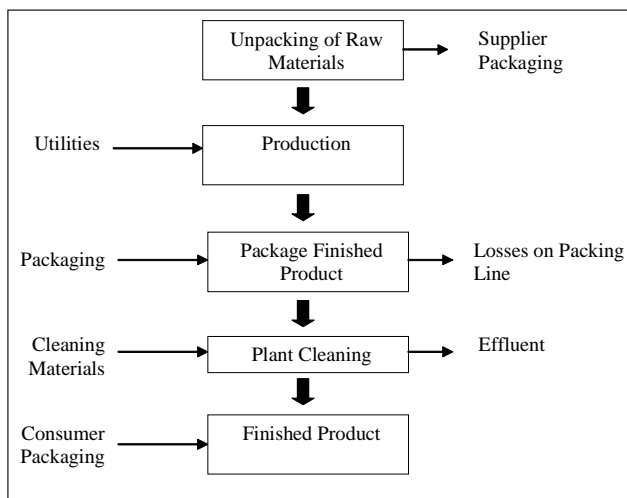 Unpacking of Raw
Materials
Supplier
Packaging
Utilities
Production
Packaging
Package Finished
Product
Losses on Packing
Line
Cleaning
Materials
Plant Cleaning
Effluent
Consumer
Packaging
Finished Product